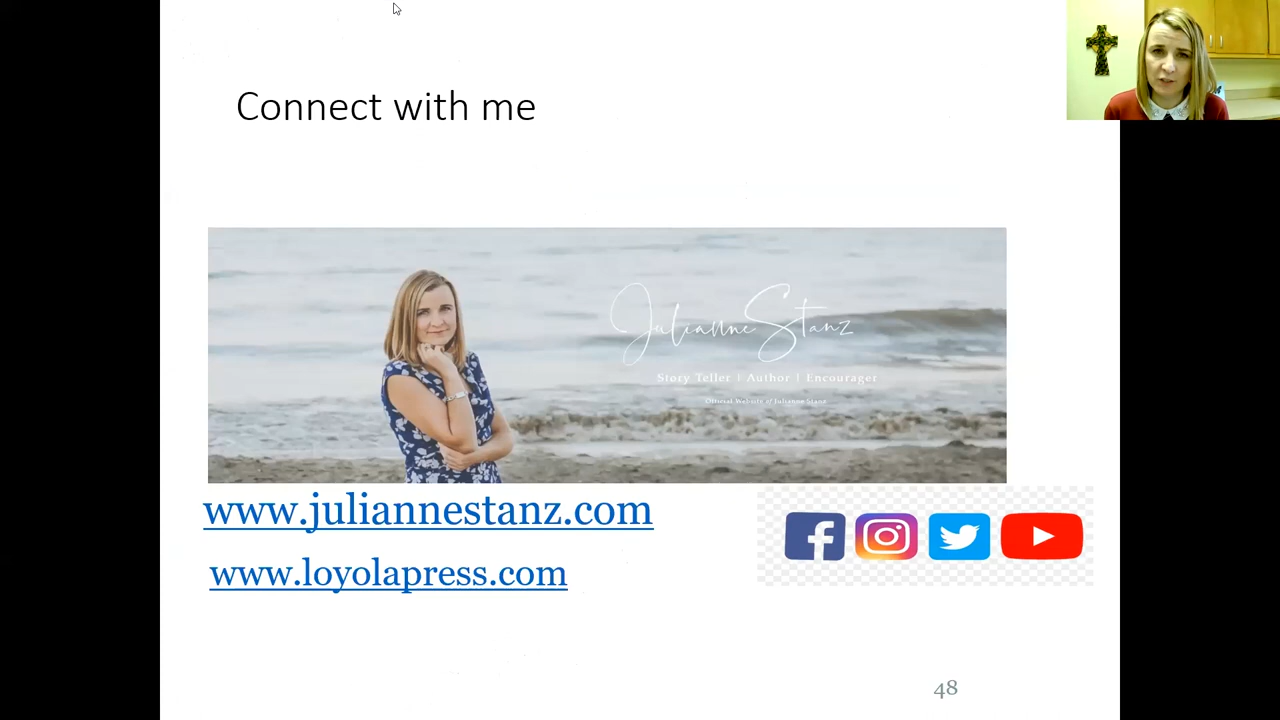 Connect with me
Julianne Stanz
Story Teller | Author | Encourager
Official Website of Julianne Stanz
www.juliannestanz.com
www.loyolapress.com
48